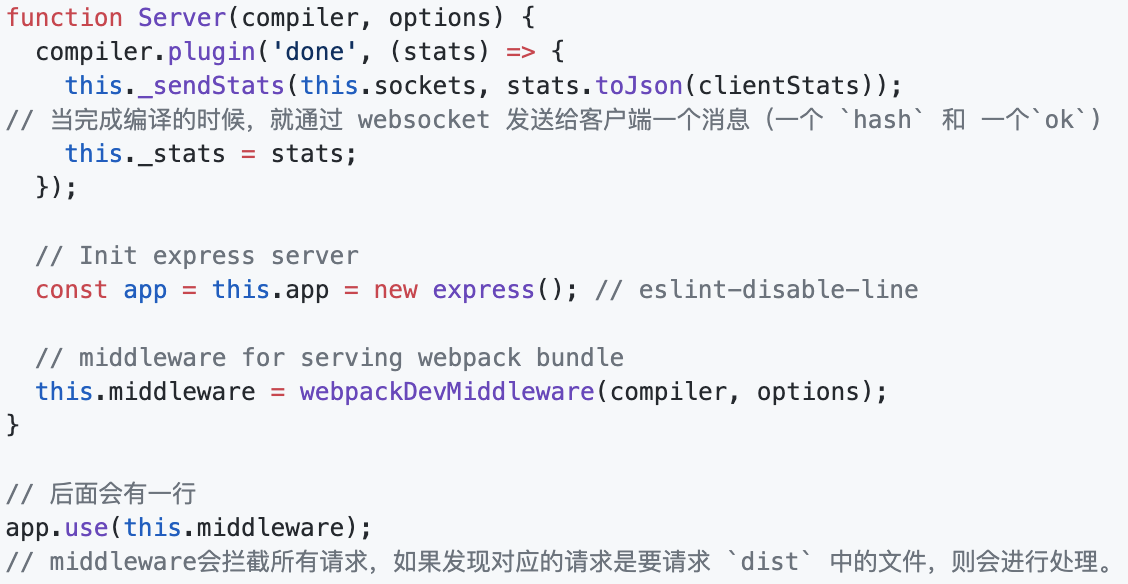 function Server(compiler, options) {
  compiler.plugin('done', (stats) => {
    this._sendStats(this.sockets, stats.toJson(clientStats));
// 当完成编译的时候，就通过 websocket 发送给客户端一个消息（一个 `hash` 和 一个`ok`）
    this._stats = stats;
  });

  // Init express server
  const app = this.app = new express(); // eslint-disable-line

  // middleware for serving webpack bundle
  this.middleware = webpackDevMiddleware(compiler, options);
}

// 后面会有一行
app.use(this.middleware);
// middleware会拦截所有请求，如果发现对应的请求是要请求 `dist` 中的文件，则会进行处理。